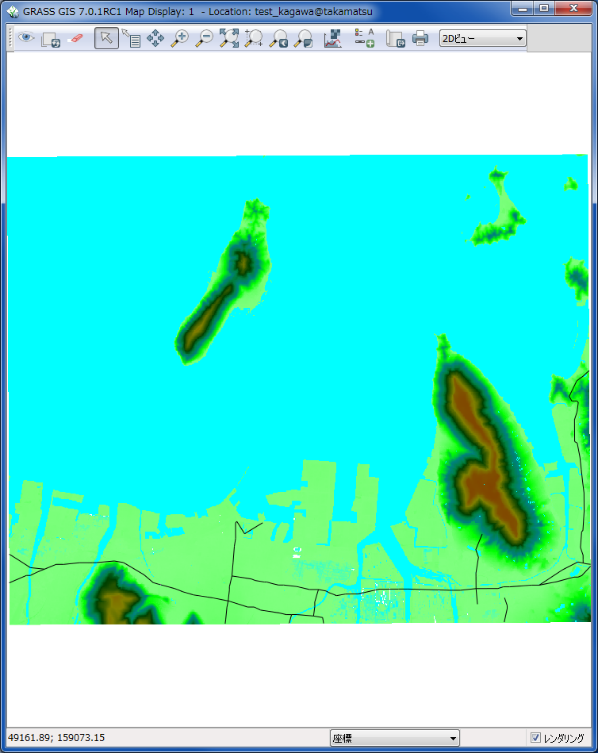 GRASS GIS 7.0.1RC1 Map Display: 1 - Location: test_kagawa@takamatsu
2Dビュー
49161.89; 159073.15
座標
レンダリング